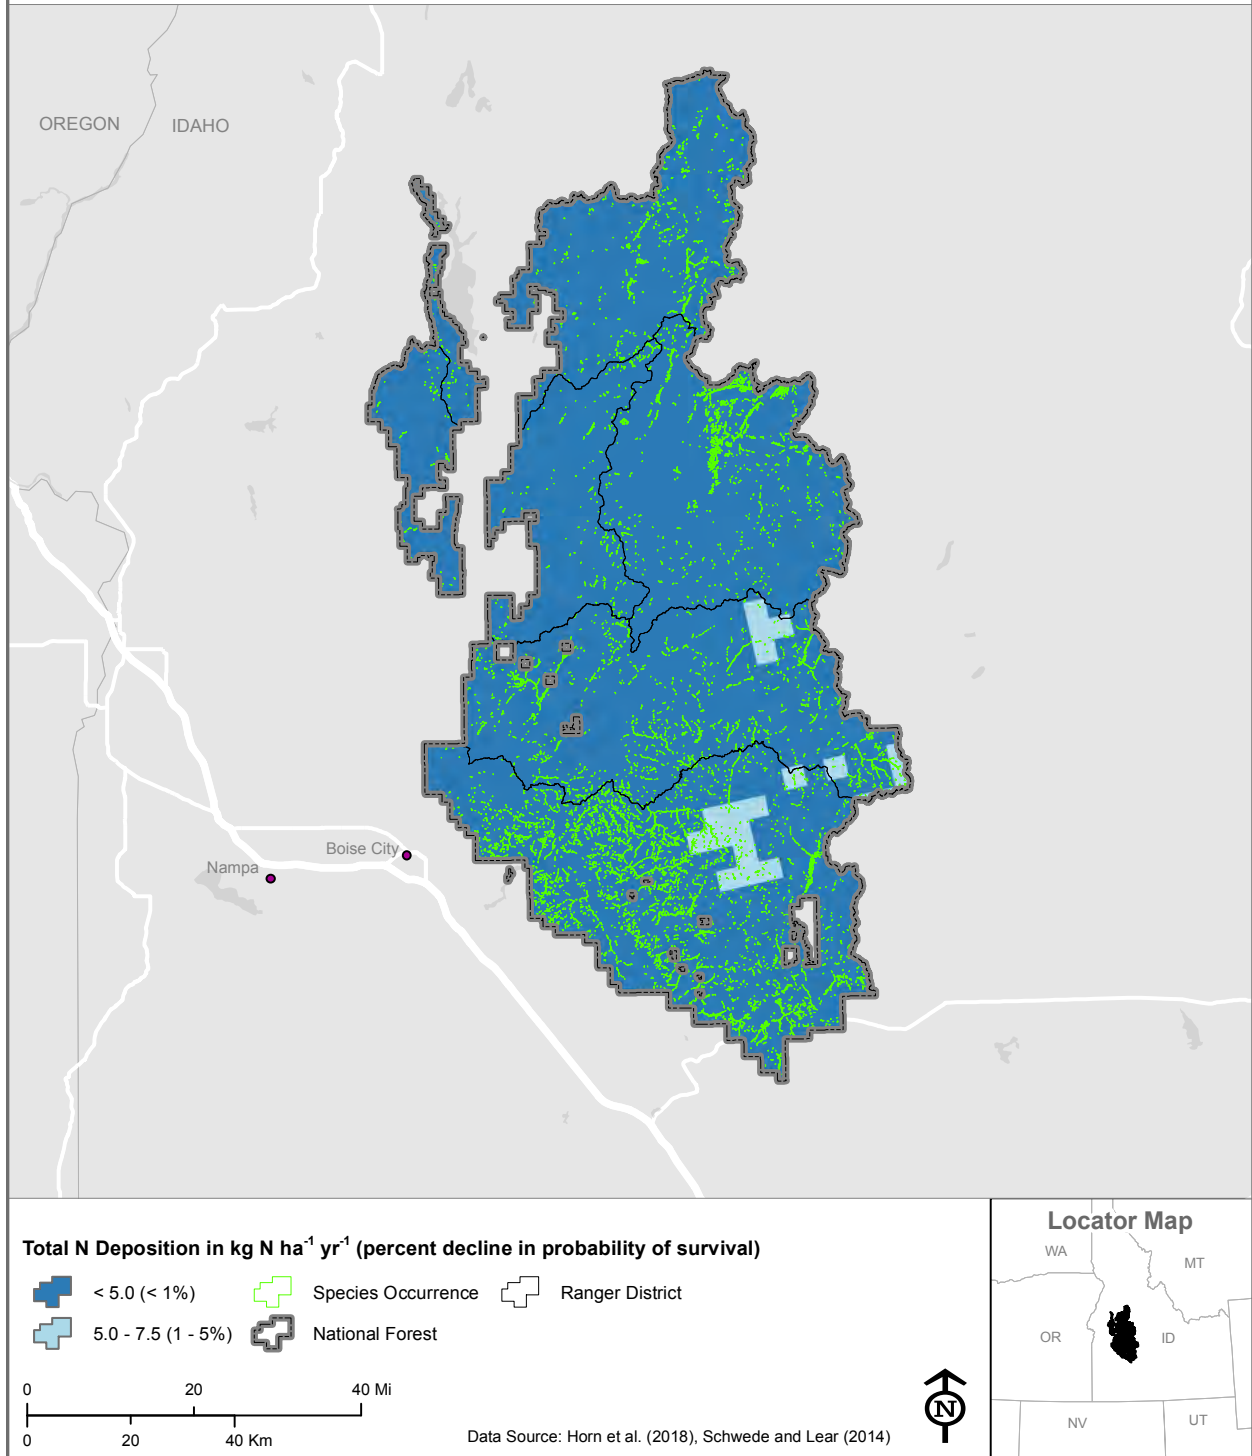 OREGON
IDAHO
Boise City
Nampa
Total N Deposition in kg N ha⁻¹ yr⁻¹ (percent decline in probability of survival)
< 5.0 (< 1%)
Species Occurrence
Ranger District
5.0 - 7.5 (1 - 5%)
National Forest
0 20 40 Mi
0 20 40 Km
N
Data Source: Horn et al. (2018), Schwede and Lear (2014)
Locator Map
WA
MT
OR
ID
NV
UT